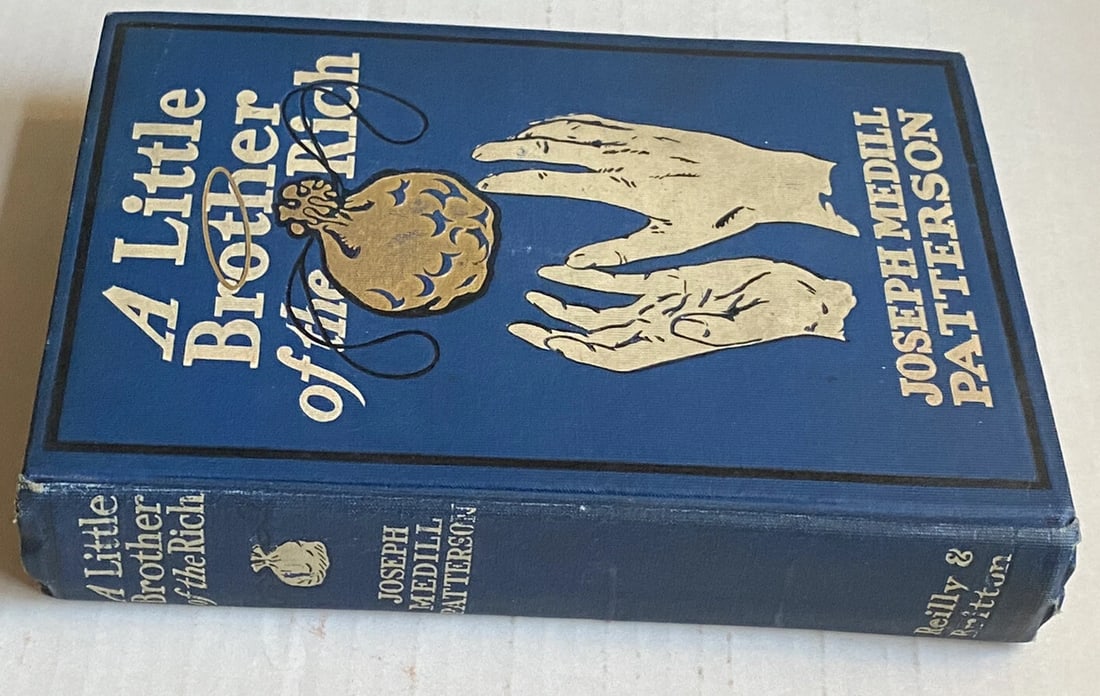 A Little
Brother
of the Rich
JOSEPH MEDILL
PATTERSON
A Little
Brother
of the Rich
JOSEPH
MEDILL
PATTERSON
Reilly &
Britton